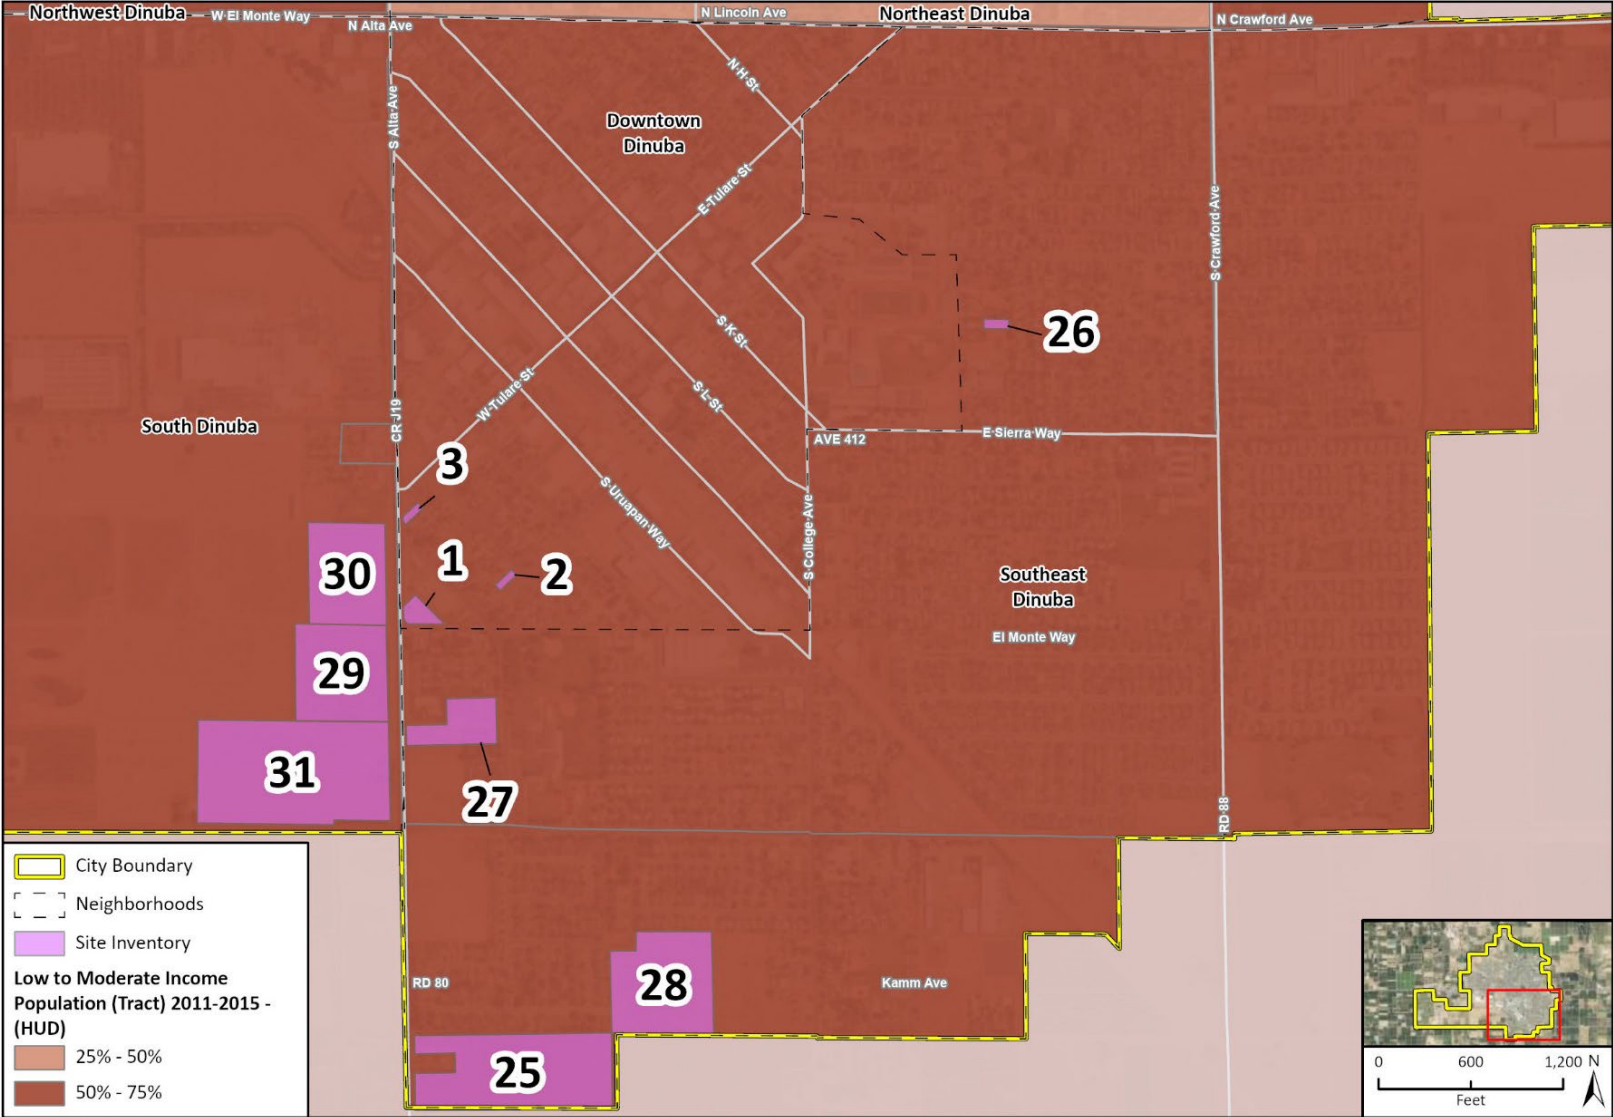 Northwest Dinuba
W El Monte Way
N Alta Ave
N Lincoln Ave
Northeast Dinuba
N Crawford Ave
N H St
S Alta Ave
Downtown
Dinuba
E Tulare St
S Crawford Ave
26
S K St
W Tulare St
S L St
CR J19
South Dinuba
AVE 412
E Sierra Way
3
S Uruapan Way
S College Ave
30
1
2
Southeast
Dinuba
El Monte Way
29
31
27
RD 88
28
RD 80
Kamm Ave
25
City Boundary
Neighborhoods
Site Inventory
Low to Moderate Income
Population (Tract) 2011-2015 -
(HUD)
25% - 50%
50% - 75%
0 600 1,200 N
Feet